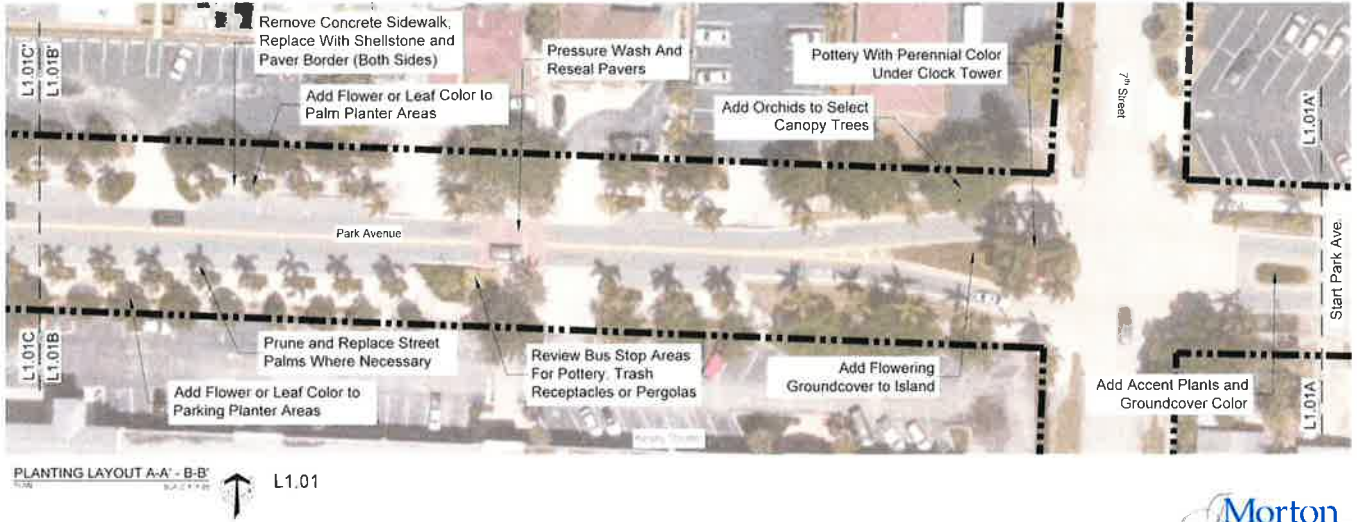 Remove Concrete Sidewalk,
Replace With Shellstone and
Paver Border (Both Sides)
Pressure Wash And
Reseal Pavers
Pottery With Perennial Color
Under Clock Tower
Add Flower or Leaf Color to
Palm Planter Areas
Add Orchids to Select
Canopy Trees
7th Street
L1.01C'
L1.01B'
L1.01A'
Park Avenue
Start Park Ave.
L1.01C
L1.01B
Prune and Replace Street
Palms Where Necessary
Add Flower or Leaf Color to
Parking Planter Areas
Review Bus Stop Areas
For Pottery, Trash
Receptacles or Pergolas
Add Flowering
Groundcover to Island
Add Accent Plants and
Groundcover Color
L1.01A
PLANTING LAYOUT A-A' - B-B'
L1.01
Morton